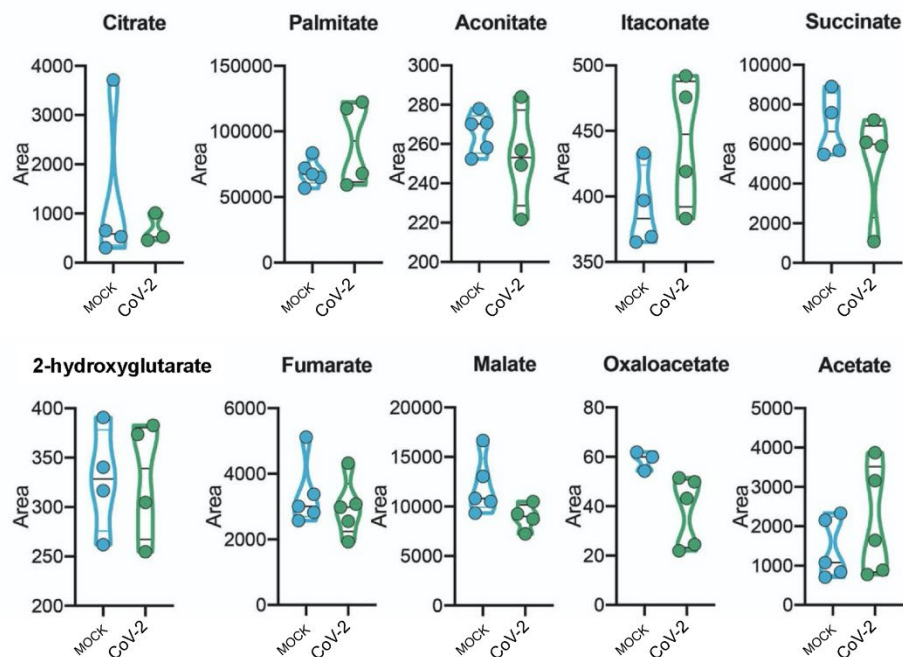 Citrate
Palmitate
Aconitate
Itaconate
Succinate
Area
4000
3000
2000
1000
0
MOCK
CoV-2
Area
150000
100000
50000
0
MOCK
CoV-2
Area
300
280
260
240
220
200
MOCK
CoV-2
Area
500
450
400
350
MOCK
CoV-2
Area
10000
8000
6000
4000
2000
0
MOCK
CoV-2
2-hydroxyglutarate
Fumarate
Malate
Oxaloacetate
Acetate
Area
400
350
300
250
200
MOCK
CoV-2
Area
6000
4000
2000
0
MOCK
CoV-2
Area
20000
15000
10000
5000
0
MOCK
CoV-2
Area
80
60
40
20
0
MOCK
CoV-2
Area
5000
4000
3000
2000
1000
0
MOCK
CoV-2